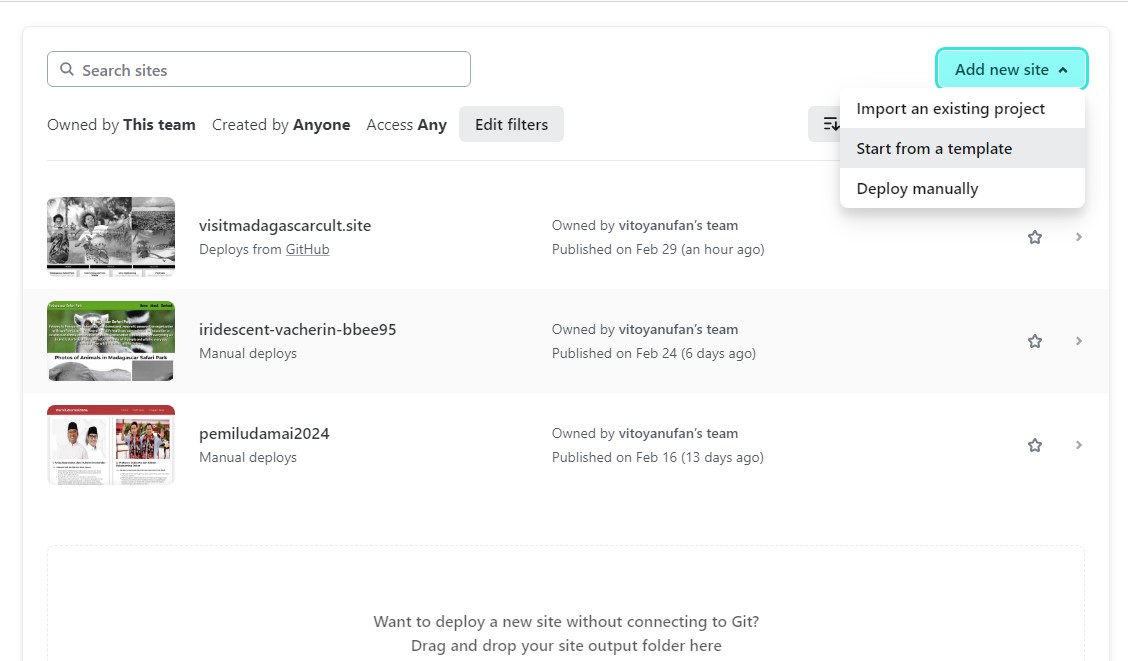 Search sites
Add new site
Owned by This team Created by Anyone Access Any Edit filters
Import an existing project
Start from a template
Deploy manually
visitmadagascarcult.site
Deploys from GitHub
Owned by vitoyanufan's team
Published on Feb 29 (an hour ago)
iridescent-vacherin-bbee95
Manual deploys
Owned by vitoyanufan's team
Published on Feb 24 (6 days ago)
Photos of Animals in Madagascar Safari Park
pemiludamai2024
Manual deploys
Owned by vitoyanufan's team
Published on Feb 16 (13 days ago)
Want to deploy a new site without connecting to Git?
Drag and drop your site output folder here